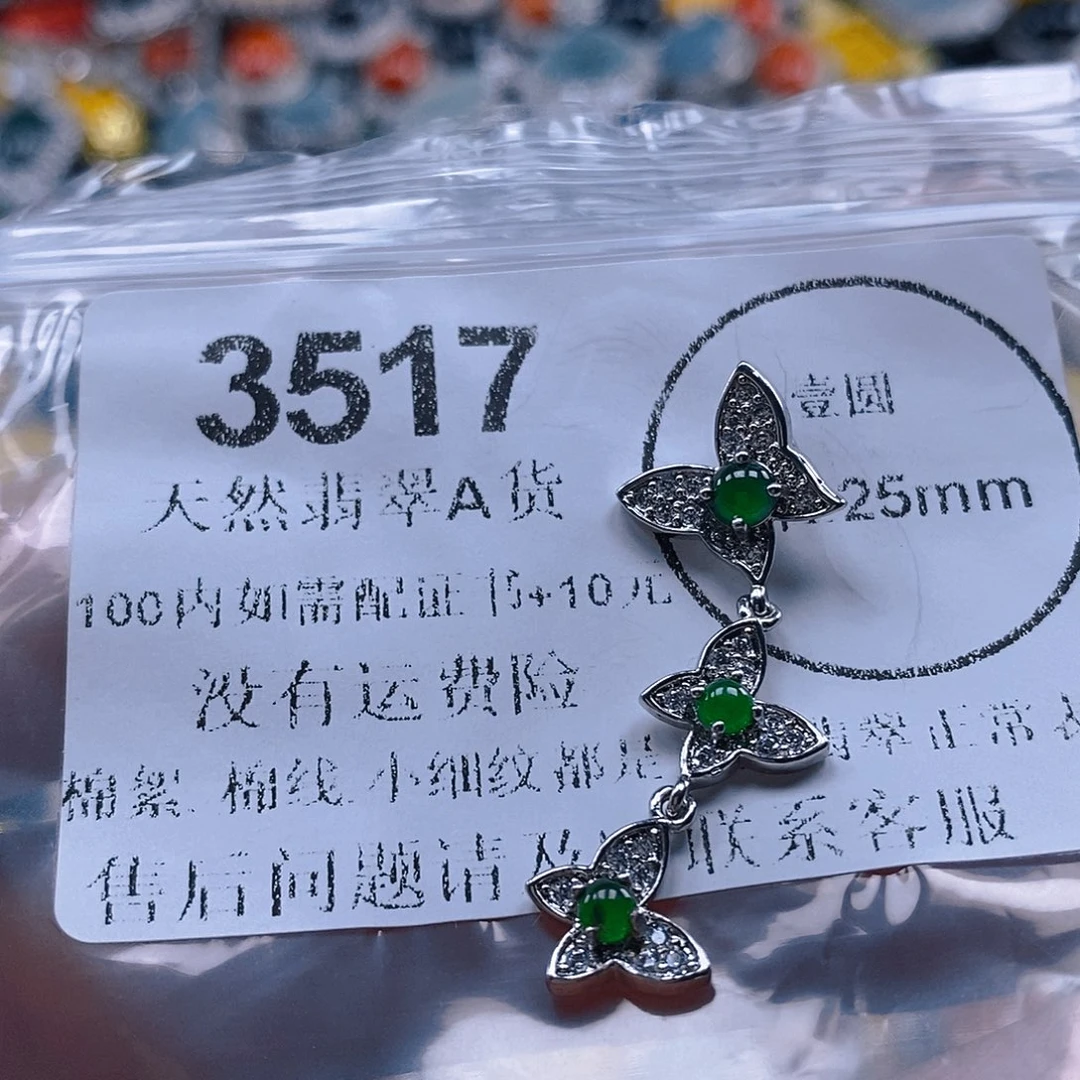 3517
壹圆
25mm
天然翡翠A货
100内如需配证书+10元
没有运费险
棉絮 棉线 小细纹都是 翡翠正常
售后问题请及 联系客服